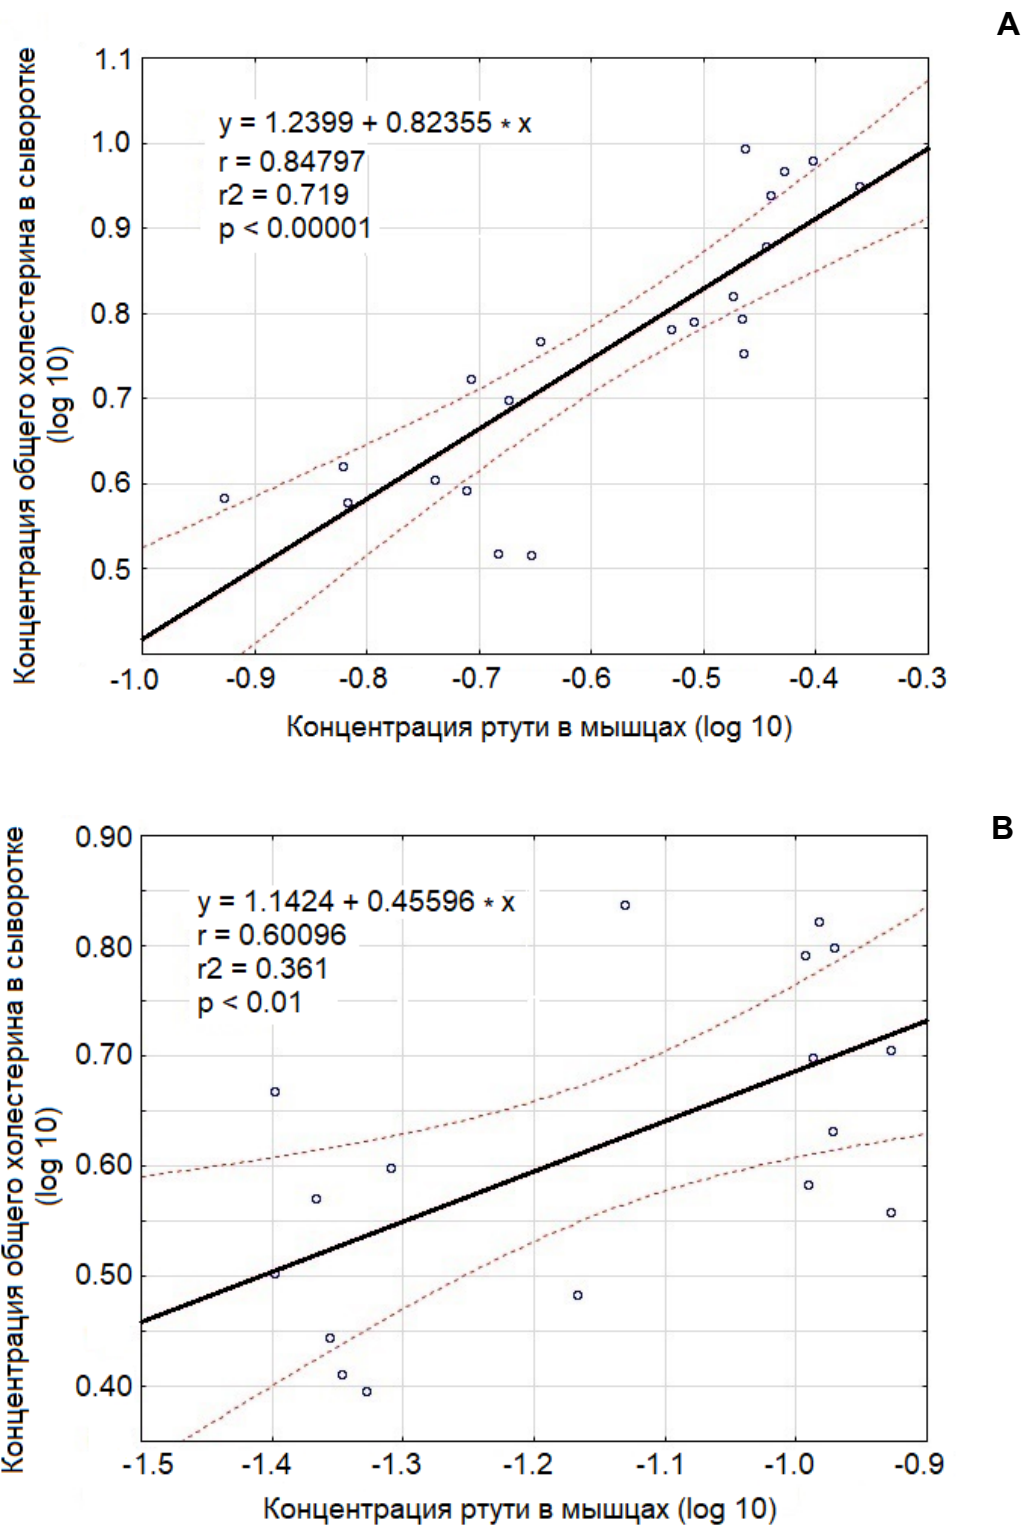 A
Концентрация общего холестерина в сыворотке
(log 10)
1.1
1.0
0.9
0.8
0.7
0.6
0.5
y = 1.2399 + 0.82355 * x
r = 0.84797
r2 = 0.719
p < 0.00001
-1.0 -0.9 -0.8 -0.7 -0.6 -0.5 -0.4 -0.3
Концентрация ртути в мышцах (log 10)
B
Концентрация общего холестерина в сыворотке
(log 10)
0.90
0.80
0.70
0.60
0.50
0.40
y = 1.1424 + 0.45596 * x
r = 0.60096
r2 = 0.361
p < 0.01
-1.5 -1.4 -1.3 -1.2 -1.1 -1.0 -0.9
Концентрация ртути в мышцах (log 10)